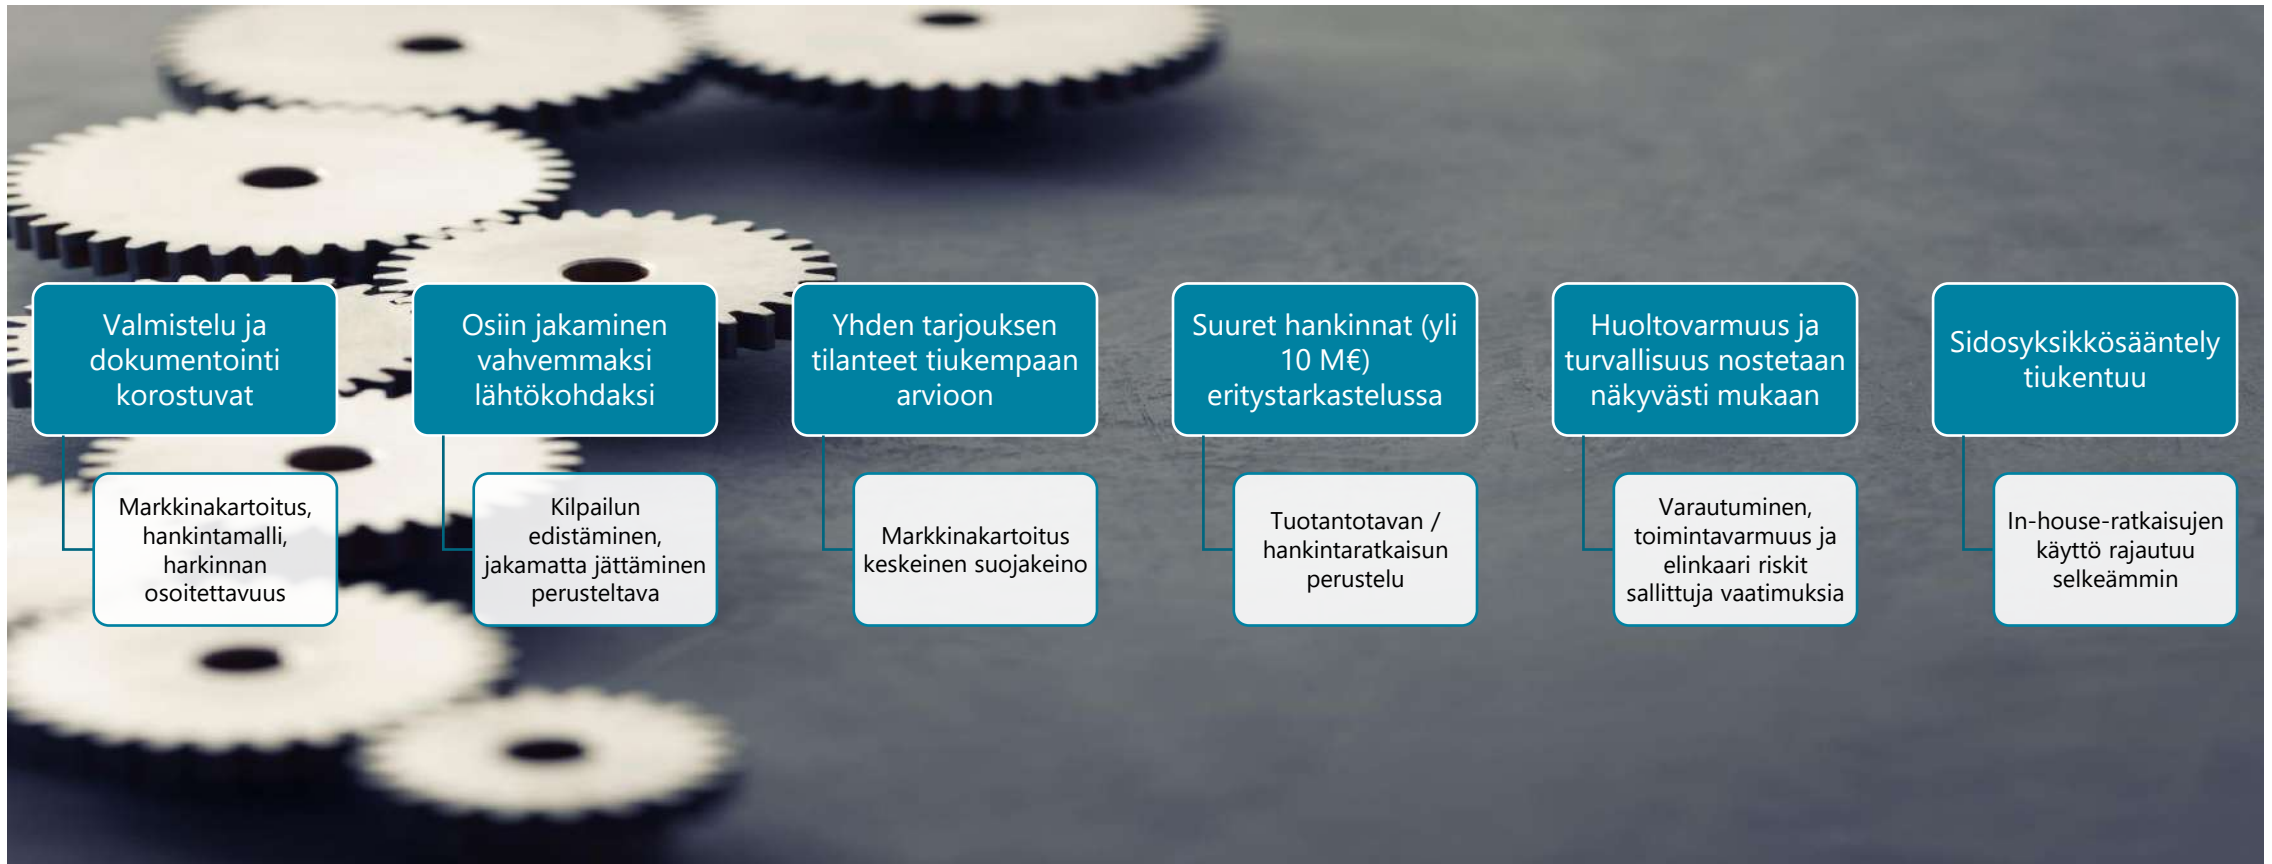 Valmistelu ja
dokumentointi
korostuvat
Markkinakartoitus,
hankintamalli,
harkinnan
osoitettavuus
Osiin jakaminen
vahvemmaksi
lähtökohdaksi
Kilpailun
edistäminen,
jakamatta jättäminen
perusteltava
Yhden tarjouksen
tilanteet tiukempaan
arvioon
Markkinakartoitus
keskeinen suojakeino
Suuret hankinnat (yli
10 M€)
eritystarkastelussa
Tuotantotavan /
hankintaratkaisun
perustelu
Huoltovarmuus ja
turvallisuus nostetaan
näkyvästi mukaan
Varautuminen,
toimintavarmuus ja
elinkaari riskit
sallittuja vaatimuksia
Sidosyksikkösääntely
tiukentuu
In-house-ratkaisujen
käyttö rajautuu
selkeämmin